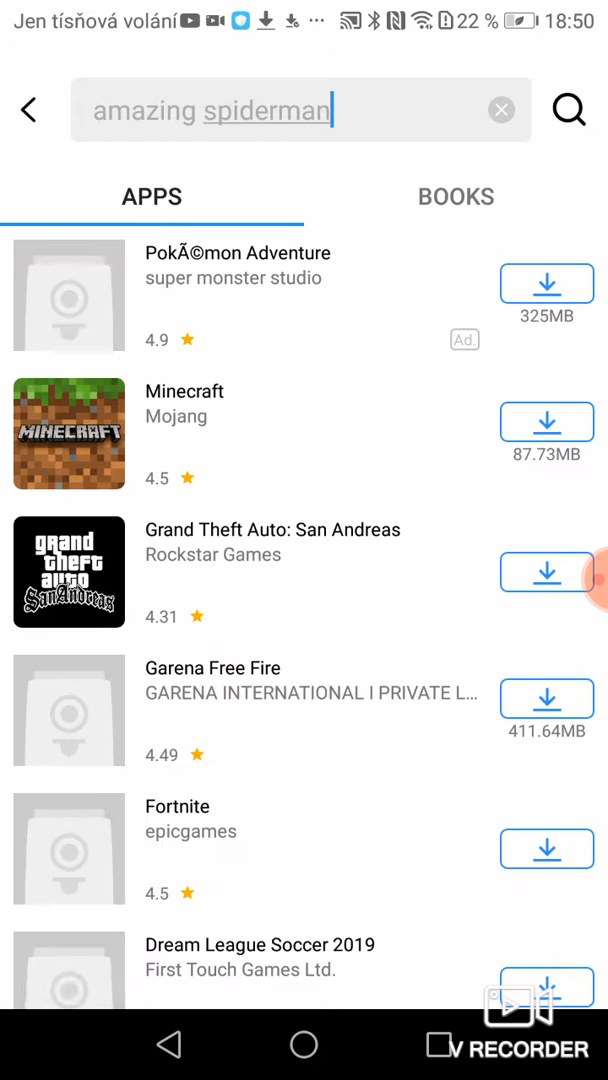 Jen tísňová volání 22 % 18:50
amazing spiderman
APPS BOOKS
PokÃ©mon Adventure
super monster studio
325MB
4.9 Ad.
Minecraft
MINECRAFT
Mojang
87.73MB
4.5
Grand Theft Auto: San Andreas
grand
theft
auto
San Andreas
Rockstar Games
4.31
Garena Free Fire
GARENA INTERNATIONAL I PRIVATE L...
411.64MB
4.49
Fortnite
epicgames
4.5
Dream League Soccer 2019
First Touch Games Ltd.
V RECORDER